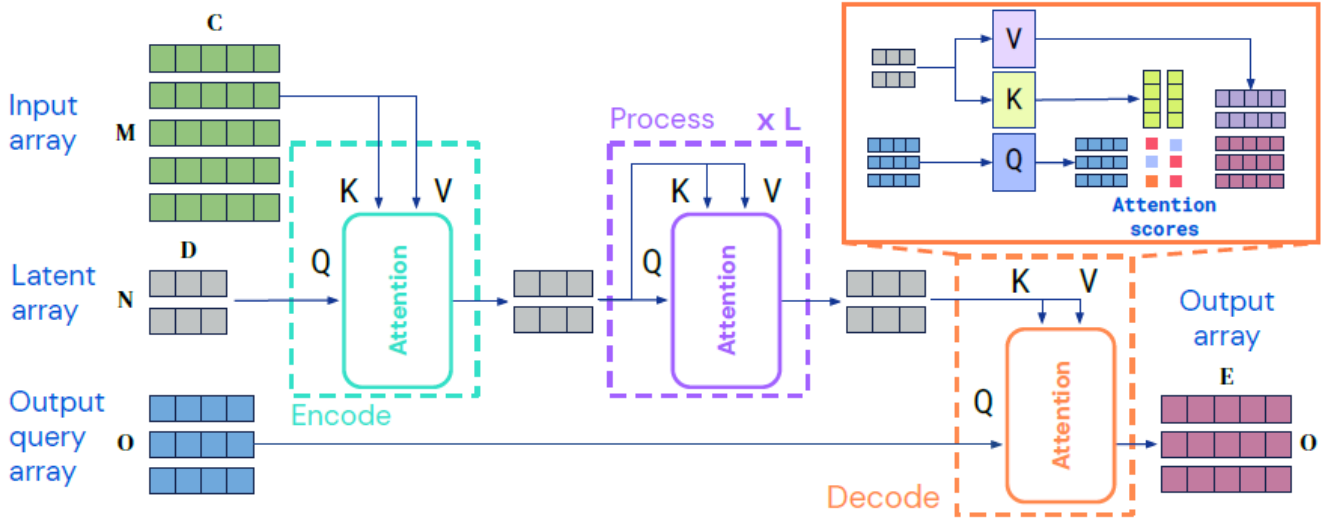 C
Input
array
M
D
Latent
array
N
Output
query
array
O
K
V
Q
Attention
Encode
Process
x L
K
V
Q
Attention
V
K
Q
Attention
scores
K
V
Q
Attention
Decode
Output
array
E
O